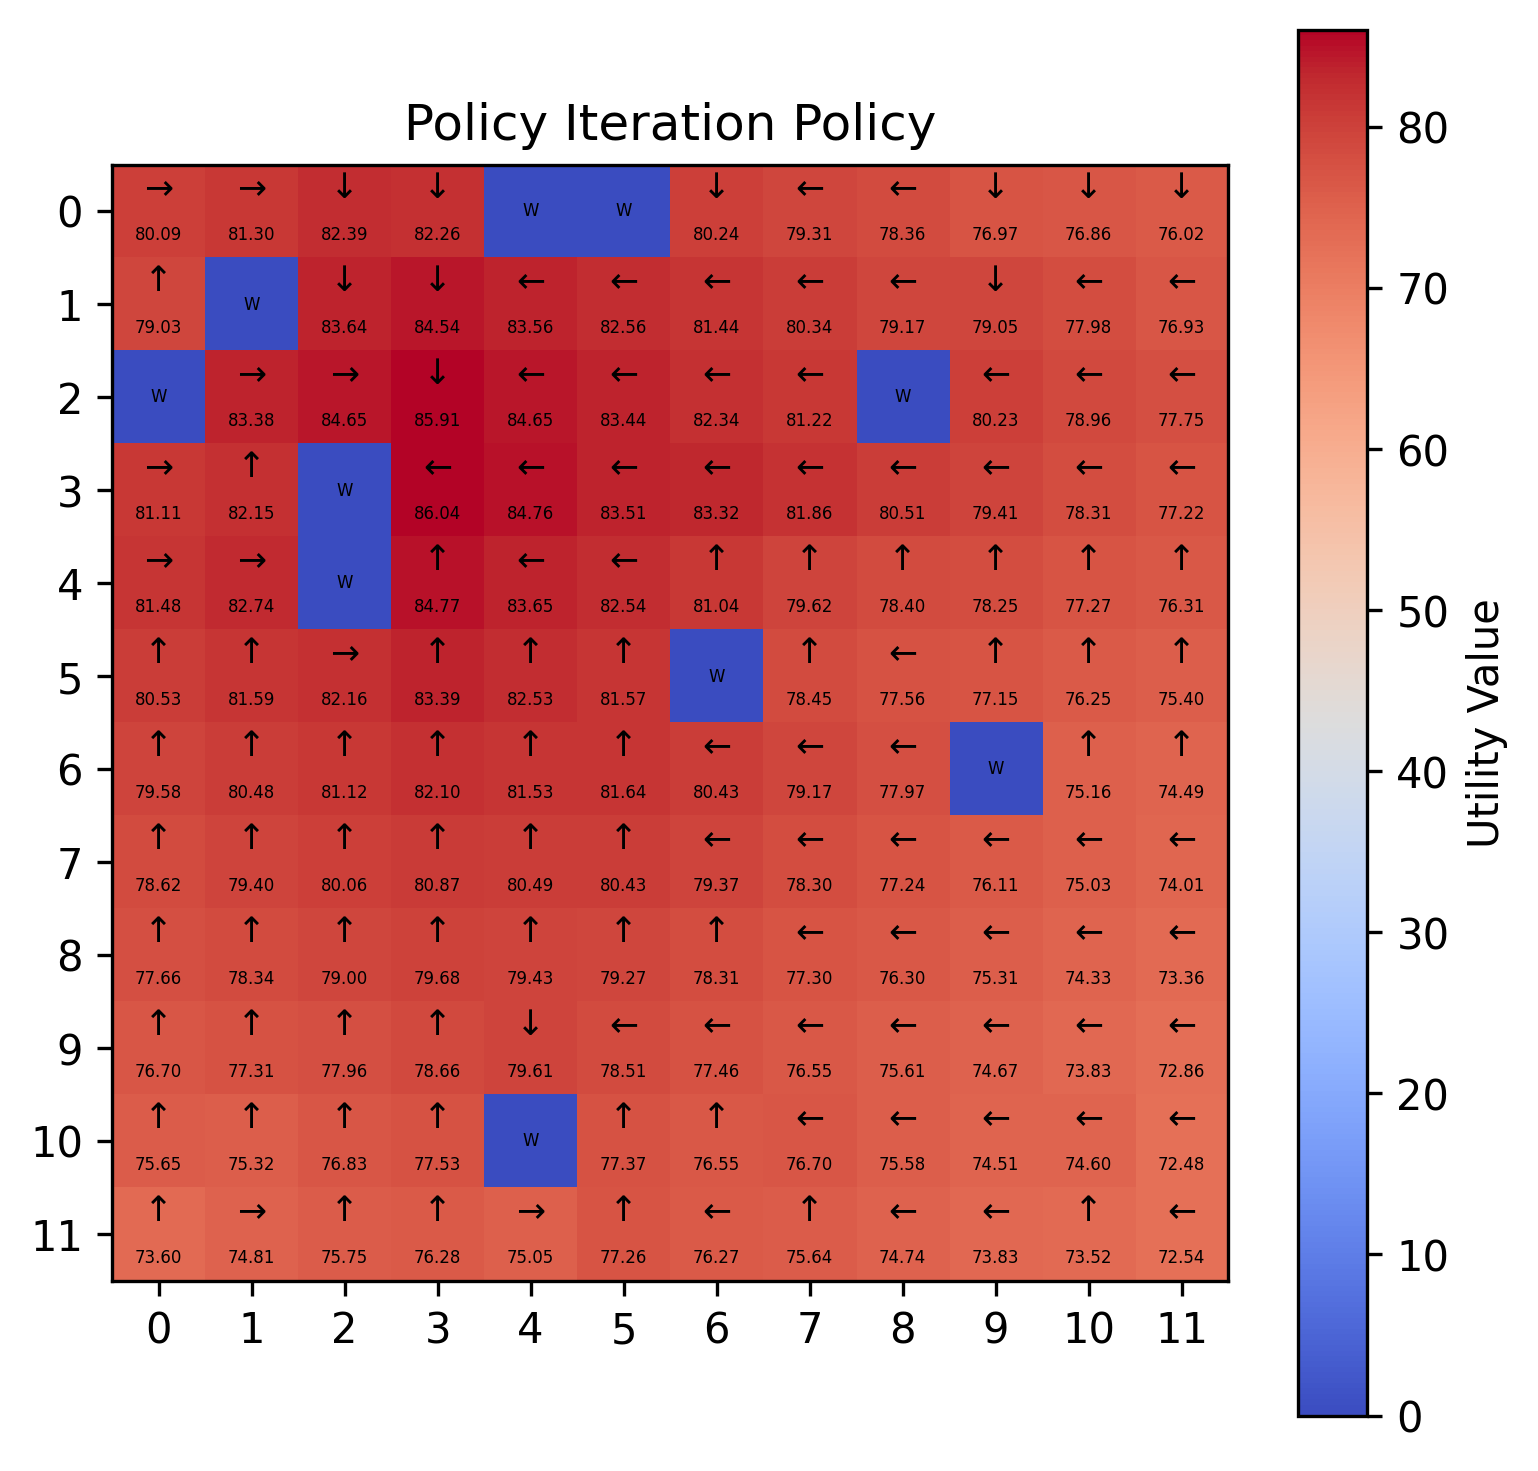 Policy Iteration Policy
→ → ↓ ↓ ↓ ← ← ↓ ↓ ↓
0 W W
80.09 81.30 82.39 82.26 80.24 79.31 78.36 76.97 76.86 76.02
↑ ↓ ↓ ← ← ← ← ← ↓ ← ←
1 W
79.03 83.64 84.54 83.56 82.56 81.44 80.34 79.17 79.05 77.98 76.93
→ → ↓ ← ← ← ← ← ← ←
2 W W
83.38 84.65 85.91 84.65 83.44 82.34 81.22 80.23 78.96 77.75
→ ↑ ← ← ← ← ← ← ← ← ←
3 W
81.11 82.15 86.04 84.76 83.51 83.32 81.86 80.51 79.41 78.31 77.22
→ → ↑ ← ← ↑ ↑ ↑ ↑ ↑ ↑
4 W
81.48 82.74 84.77 83.65 82.54 81.04 79.62 78.40 78.25 77.27 76.31
↑ ↑ → ↑ ↑ ↑ ↑ ← ↑ ↑ ↑
5 W
80.53 81.59 82.16 83.39 82.53 81.57 78.45 77.56 77.15 76.25 75.40
↑ ↑ ↑ ↑ ↑ ↑ ← ← ← ↑ ↑
6 W
79.58 80.48 81.12 82.10 81.53 81.64 80.43 79.17 77.97 75.16 74.49
↑ ↑ ↑ ↑ ↑ ↑ ← ← ← ← ← ←
7
78.62 79.40 80.06 80.87 80.49 80.43 79.37 78.30 77.24 76.11 75.03 74.01
↑ ↑ ↑ ↑ ↑ ↑ ↑ ← ← ← ← ←
8
77.66 78.34 79.00 79.68 79.43 79.27 78.31 77.30 76.30 75.31 74.33 73.36
↑ ↑ ↑ ↑ ↓ ← ← ← ← ← ← ←
9
76.70 77.31 77.96 78.66 79.61 78.51 77.46 76.55 75.61 74.67 73.83 72.86
↑ ↑ ↑ ↑ ↑ ↑ ← ← ← ← ←
10 W
75.65 75.32 76.83 77.53 77.37 76.55 76.70 75.58 74.51 74.60 72.48
↑ → ↑ ↑ → ↑ ← ↑ ← ← ↑ ←
11
73.60 74.81 75.75 76.28 75.05 77.26 76.27 75.64 74.74 73.83 73.52 72.54
0 1 2 3 4 5 6 7 8 9 10 11
80
70
60
50
40
30
20
10
0
Utility Value